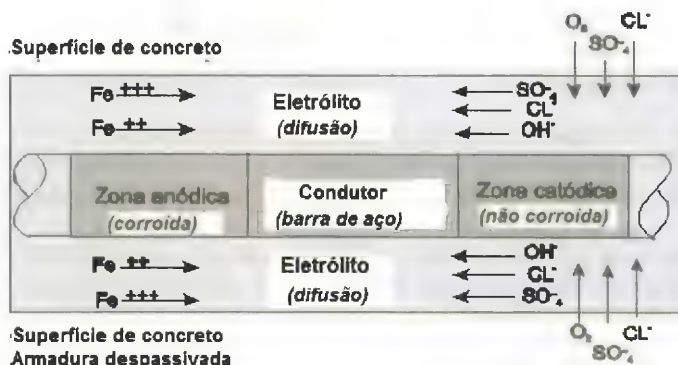 O₂ CL⁻
SO⁻₄
Superfície de concreto
Fe +++ SO⁻₄
Eletrólito CL⁻
Fe ++ (difusão) OH⁻
Zona anódica Condutor Zona catódica
(corroída) (barra de aço) (não corroida)
Fe ++ Eletrólito OH⁻
CL⁻
Fe +++ (difusão) SO⁻₄
Superfície de concreto O₂ CL⁻
Armadura despassivada SO⁻₄